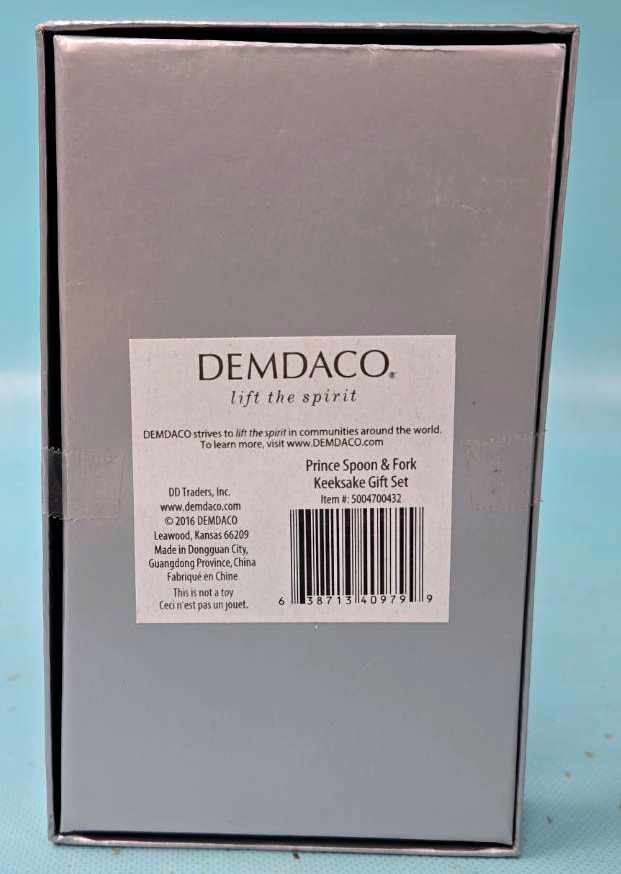 DEMDACO®
lift the spirit
DEMDACO strives to lift the spirit in communities around the world.
To learn more, visit www.DEMDACO.com
Prince Spoon & Fork
Keeksake Gift Set
Item #: 5004700432
DD Traders, Inc.
www.demdaco.com
© 2016 DEMDACO
Leawood, Kansas 66209
Made in Dongguan City,
Guangdong Province, China
Fabriqué en Chine
This is not a toy
Ceci n'est pas un jouet.
6 38713 40979 9